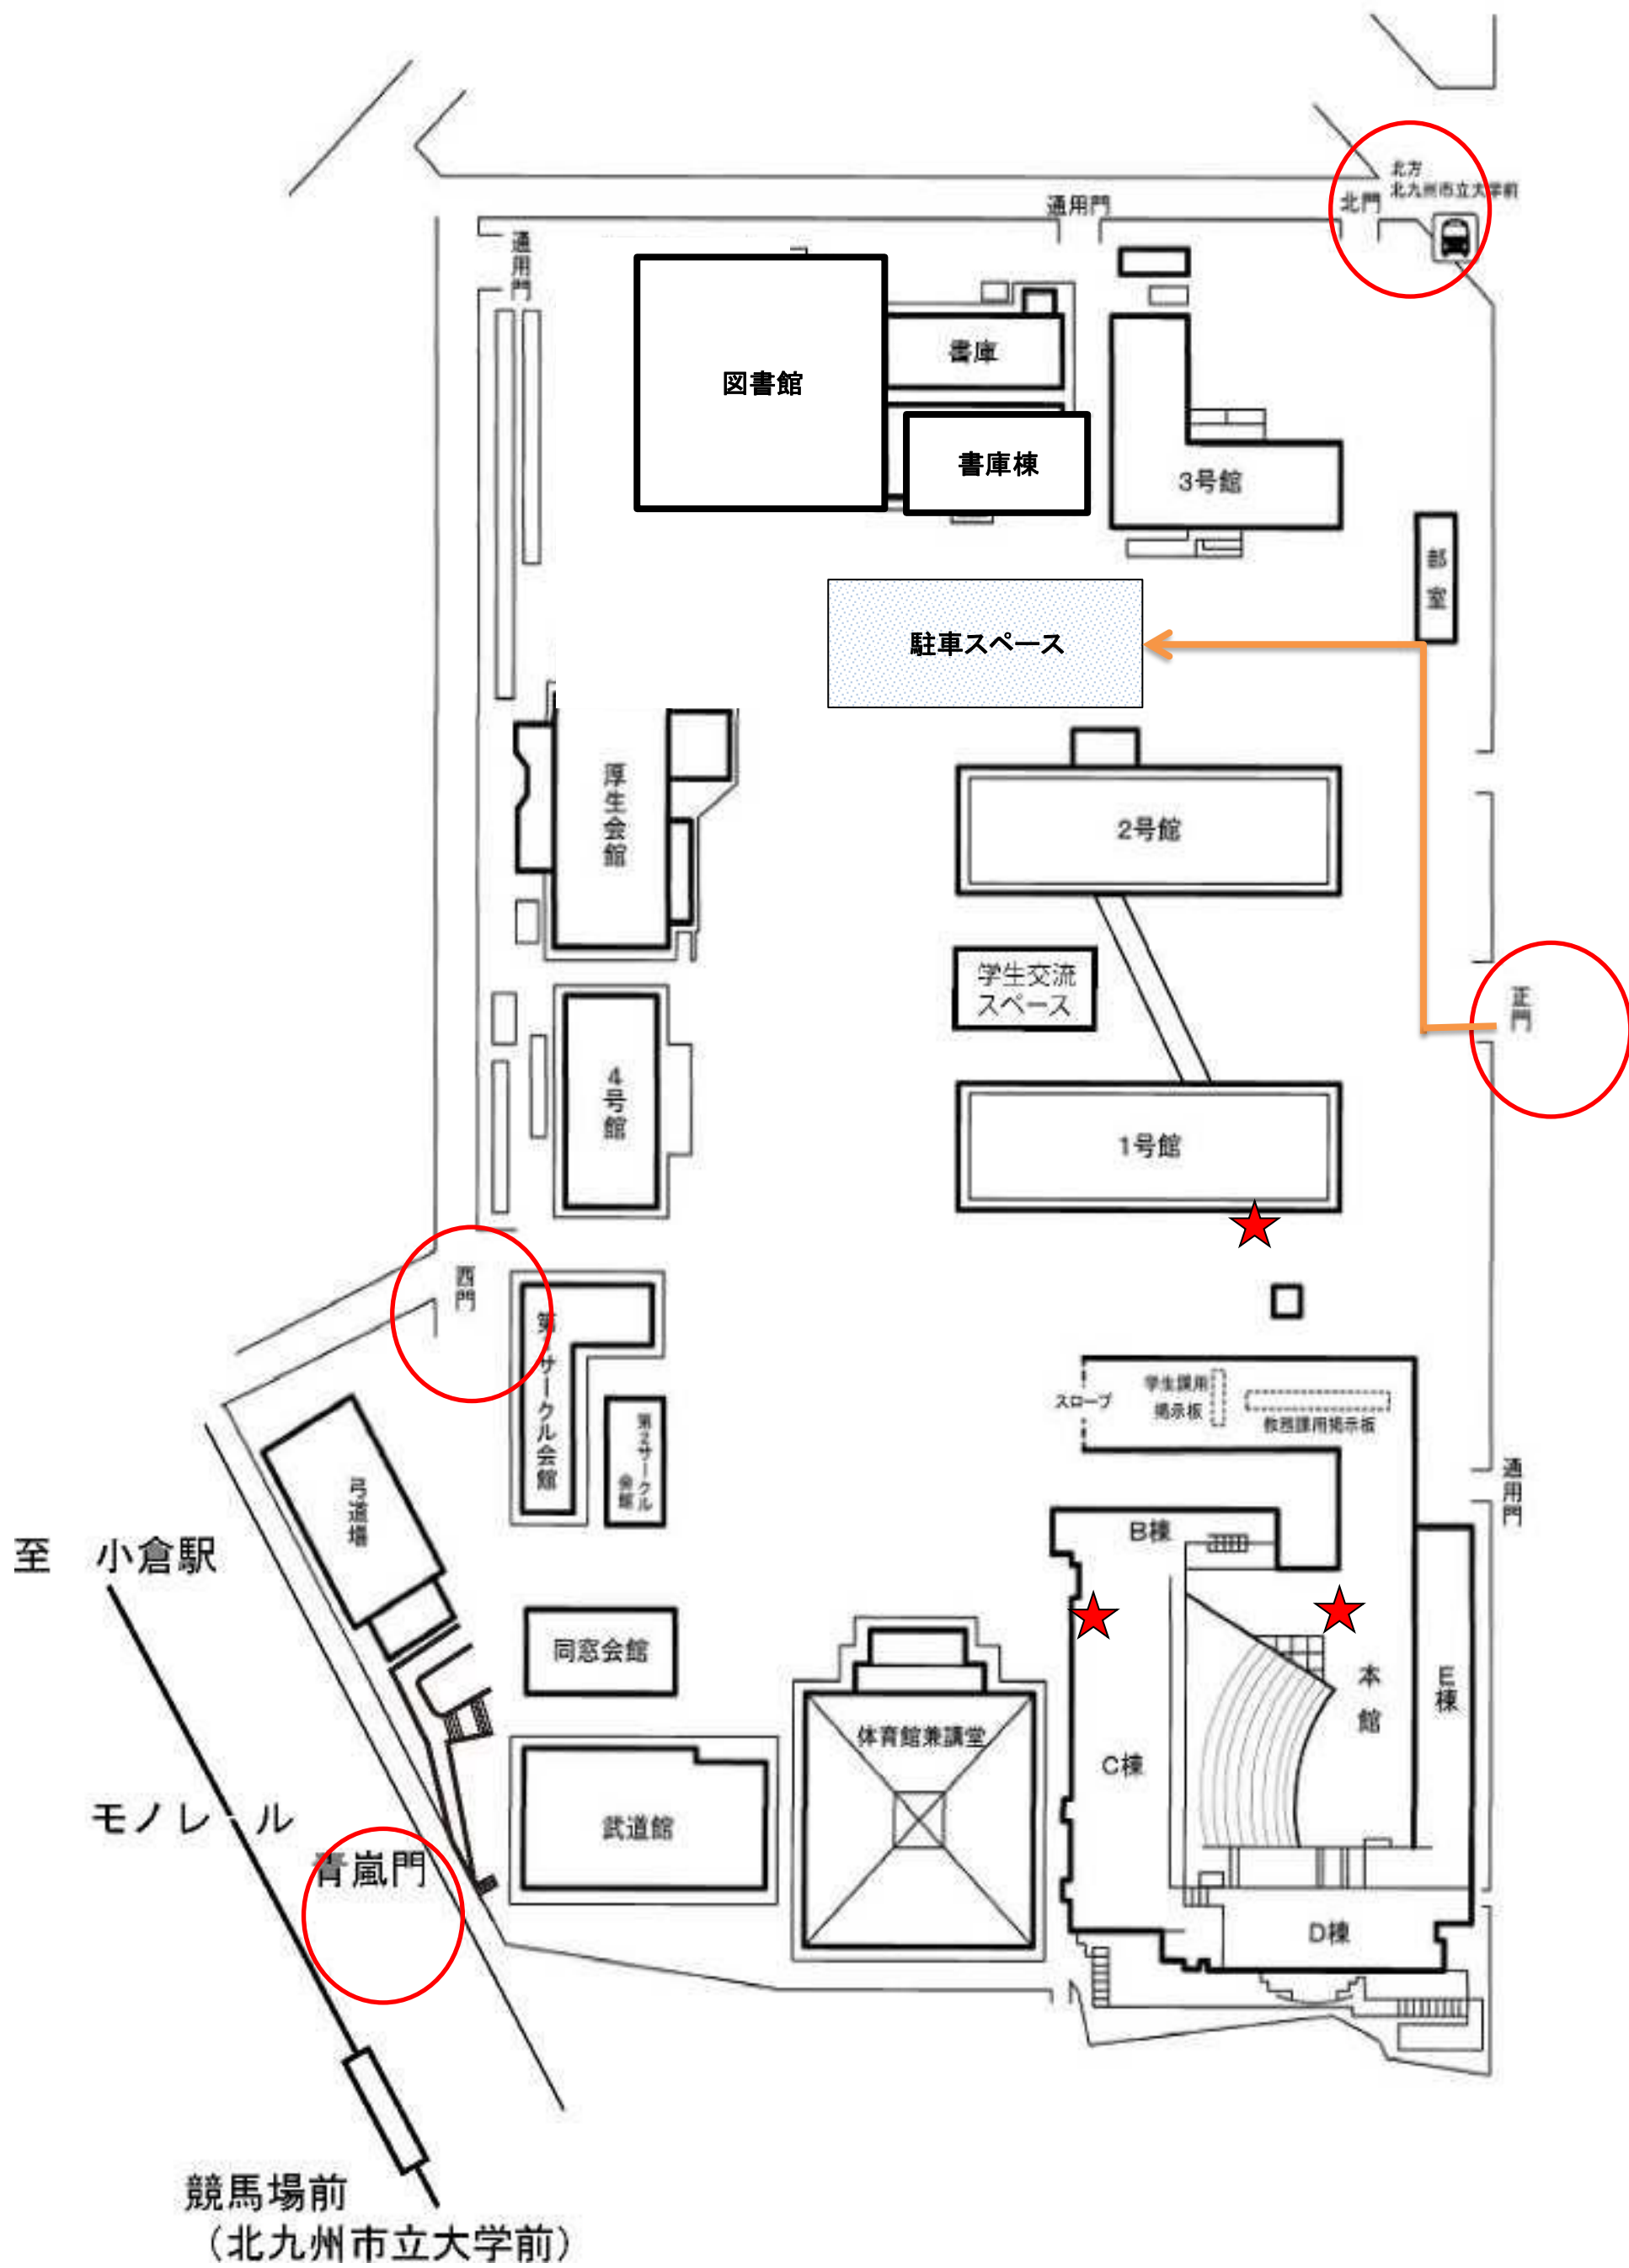 北方
北九州市立大学前
北門
通用門
通用門
図書館
書庫
書庫棟
3号館
部室
駐車スペース
厚生会館
2号館
学生交流
スペース
正門
4号館
1号館
西門
スロープ
学生課用
掲示板
教務課用掲示板
第1サークル会館
第2サークル
会館
弓道場
通用門
至 小倉駅
B棟
同窓会館
本館
E棟
体育館兼講堂
C棟
モノレール
武道館
青嵐門
D棟
競馬場前
（北九州市立大学前）